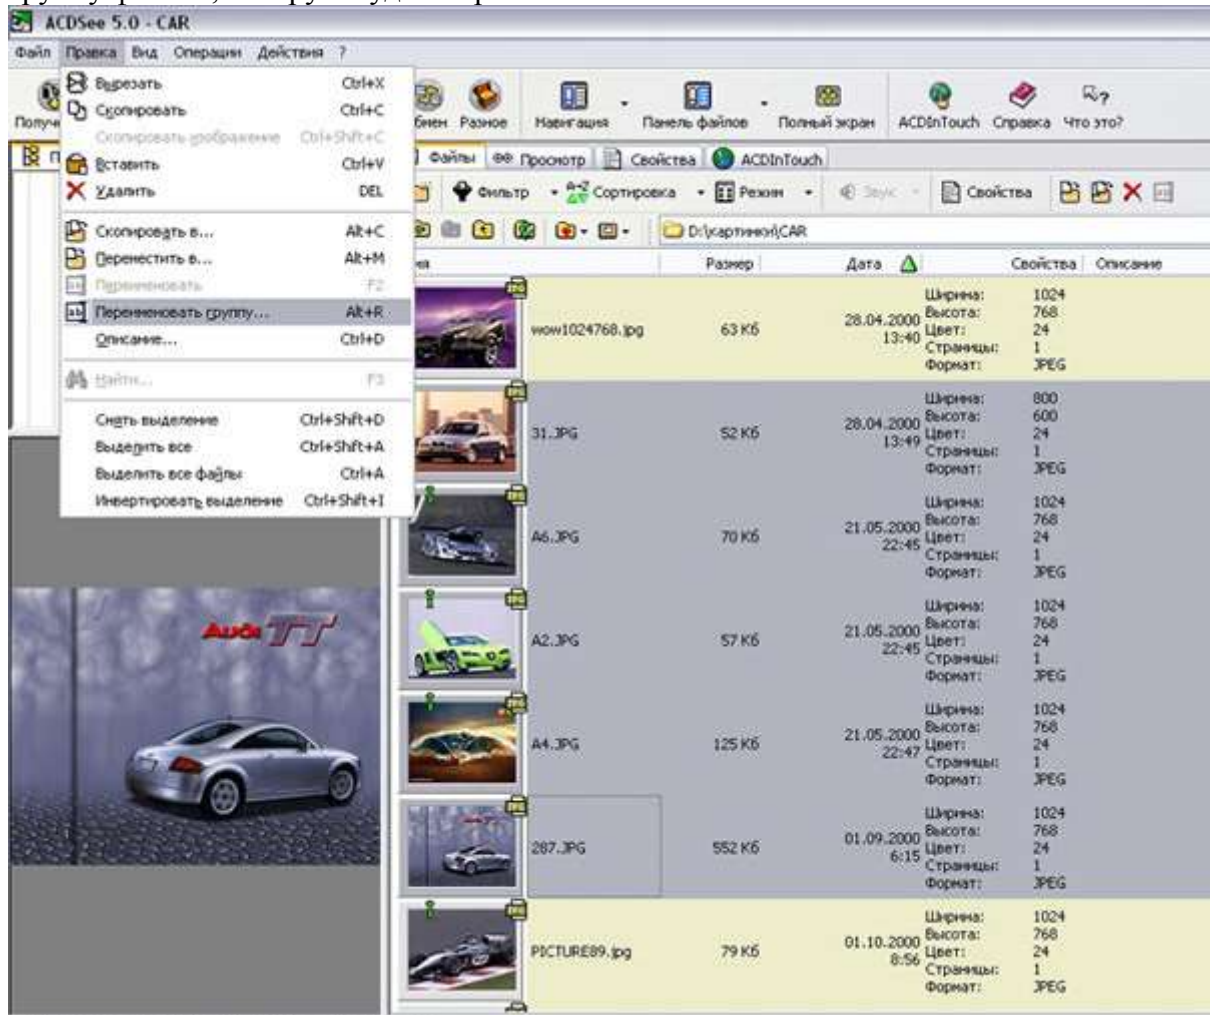 ACDSee 5.0 - CAR
Файл Правка Вид Операции Действия ?
Вырезать Ctrl+X
Скопировать Ctrl+C
Скопировать изображение Ctrl+Shift+C
Вставить Ctrl+V
Удалить DEL
Скопировать в... Alt+C
Переместить в... Alt+M
Переименовать F2
Переименовать группу... Alt+R
Описание... Ctrl+D
Найти... F3
Снять выделение Ctrl+Shift+D
Выделить все Ctrl+Shift+A
Выделить все файлы Ctrl+A
Инвертировать выделение Ctrl+Shift+I
Разное Навигация Панель файлов Полный экран ACDInTouch Справка Что это?
Файлы Просмотр Свойства ACDInTouch
Фильтр Сортировка Режим Звук Свойства
D:\картинки\CAR
Размер Дата Свойства Описание
wow1024768.jpg 63 Кб 28.04.2000 13:40
Ширина: 1024
Высота: 768
Цвет: 24
Страницы: 1
Формат: JPEG
31.JPG 52 Кб 28.04.2000 13:49
Ширина: 800
Высота: 600
Цвет: 24
Страницы: 1
Формат: JPEG
A6.JPG 70 Кб 21.05.2000 22:45
Ширина: 1024
Высота: 768
Цвет: 24
Страницы: 1
Формат: JPEG
A2.JPG 57 Кб 21.05.2000 22:45
Ширина: 1024
Высота: 768
Цвет: 24
Страницы: 1
Формат: JPEG
A4.JPG 125 Кб 21.05.2000 22:47
Ширина: 1024
Высота: 768
Цвет: 24
Страницы: 1
Формат: JPEG
287.JPG 552 Кб 01.09.2000 6:15
Ширина: 1024
Высота: 768
Цвет: 24
Страницы: 1
Формат: JPEG
PICTURE89.jpg 79 Кб 01.10.2000 8:56
Ширина: 1024
Высота: 768
Цвет: 24
Страницы: 1
Формат: JPEG
Audi TT